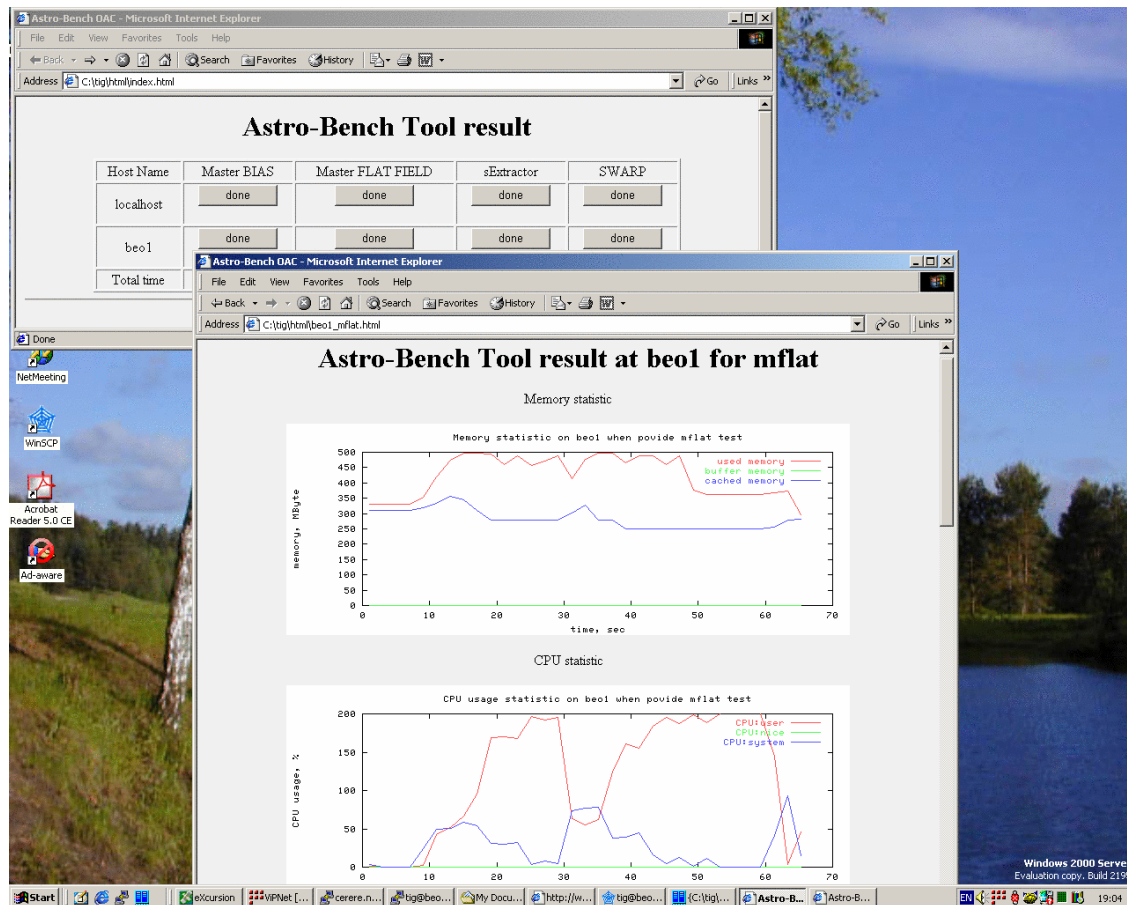 Astro-Bench OAC - Microsoft Internet Explorer
File Edit View Favorites Tools Help
Back Search Favorites History
Address C:\tig\html\index.html Go Links »
Astro-Bench Tool result
Host Name Master BIAS Master FLAT FIELD sExtractor SWARP
localhost done done done done
beo1 done done done done
Total time
Done
Astro-Bench OAC - Microsoft Internet Explorer
File Edit View Favorites Tools Help
Back Search Favorites History
Address C:\tig\html\beo1_mflat.html Go Links »
Astro-Bench Tool result at beo1 for mflat
Memory statistic
Memory statistic on beo1 when povide mflat test
used memory
buffer memory
cached memory
memory, MByte
500
450
400
350
300
250
200
150
100
50
0
0 10 20 30 40 50 60 70
time, sec
CPU statistic
CPU usage statistic on beo1 when povide mflat test
CPU:user
CPU:nice
CPU:system
CPU usage, %
200
150
100
50
0
NetMeeting
WinSCP
Acrobat
Reader 5.0 CE
Ad-aware
Windows 2000 Serve
Evaluation copy. Build 219
Start eXcursion ViPNet [... cerere.n... tig@beo... My Docu... http://w... tig@beo... {C:\tig\... Astro-B... Astro-B... EN 19:04